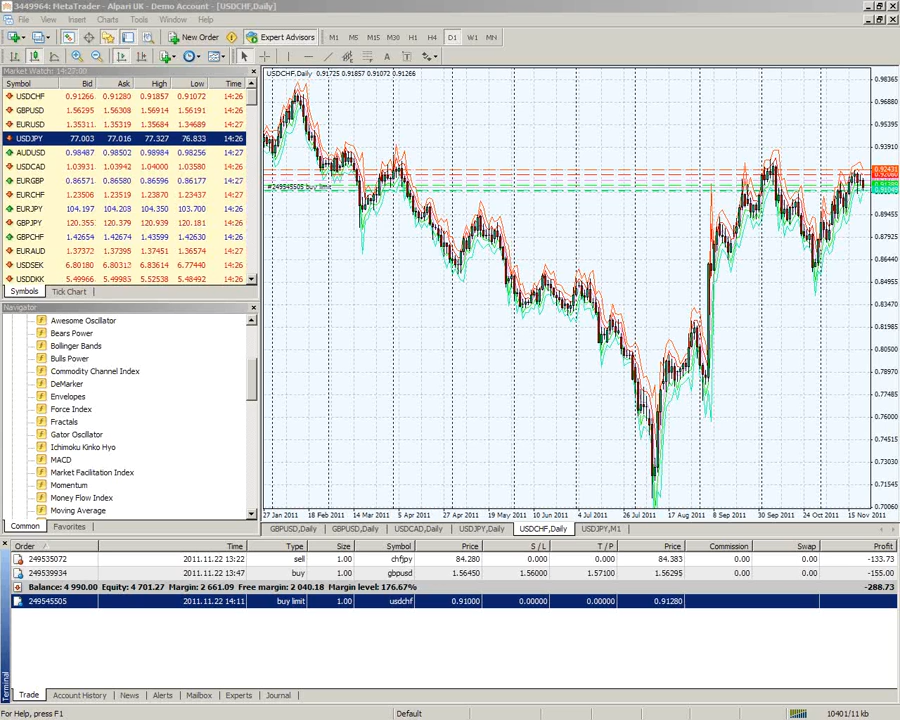 3449964: MetaTrader - Alpari UK - Demo Account - [USDCHF,Daily]
File View Insert Charts Tools Window Help
New Order Expert Advisors M1 M5 M15 M30 H1 H4 D1 W1 MN
Market Watch: 14:27:00
Symbol Bid Ask High Low Time
USDCHF 0.91266 0.91280 0.91857 0.91072 14:26
GBPUSD 1.56295 1.56308 1.56914 1.56191 14:26
EURUSD 1.35311 1.35319 1.35684 1.34689 14:27
USDJPY 77.003 77.016 77.327 76.833 14:26
AUDUSD 0.98487 0.98502 0.98984 0.98256 14:27
USDCAD 1.03931 1.03941 1.04000 1.03580 14:26
EURGBP 0.86571 0.86580 0.86596 0.86177 14:26
EURCHF 1.23506 1.23519 1.23870 1.23437 14:26
EURJPY 104.197 104.208 104.350 103.700 14:26
GBPJPY 120.355 120.379 120.939 120.181 14:26
GBPCHF 1.42654 1.42674 1.43599 1.42630 14:26
EURAUD 1.37372 1.37398 1.37451 1.36574 14:27
USDSEK 6.80180 6.80312 6.83614 6.77440 14:26
USDDKK 5.49966 5.49983 5.52538 5.48492 14:26
Symbols Tick Chart
Navigator
Awesome Oscillator
Bears Power
Bollinger Bands
Bulls Power
Commodity Channel Index
DeMarker
Envelopes
Force Index
Fractals
Gator Oscillator
Ichimoku Kinko Hyo
MACD
Market Facilitation Index
Momentum
Money Flow Index
Moving Average
Common Favorites
USDCHF,Daily 0.91725 0.91857 0.91072 0.91266
#249545505 buy limit
0.98365
0.96880
0.95395
0.93910
0.92431
0.89455
0.87925
0.86440
0.84955
0.83470
0.81985
0.80500
0.78970
0.77485
0.76000
0.74515
0.73030
0.71545
0.70060
27 Jan 2011 18 Feb 2011 14 Mar 2011 5 Apr 2011 27 Apr 2011 19 May 2011 10 Jun 2011 4 Jul 2011 26 Jul 2011 17 Aug 2011 8 Sep 2011 30 Sep 2011 24 Oct 2011 15 Nov 2011
GBPUSD,Daily GBPUSD,Daily USDCAD,Daily USDJPY,Daily USDCHF,Daily USDJPY,M1
Order Time Type Size Symbol Price S / L T / P Price Commission Swap Profit
249535072 2011.11.22 13:22 sell 1.00 chfjpy 84.280 0.000 0.000 84.383 0.00 0.00 -133.73
249539934 2011.11.22 13:47 buy 1.00 gbpusd 1.56450 1.56000 1.57100 1.56295 0.00 0.00 -155.00
Balance: 4 990.00 Equity: 4 701.27 Margin: 2 661.09 Free margin: 2 040.18 Margin level: 176.67% -288.73
249545505 2011.11.22 14:11 buy limit 1.00 usdchf 0.91000 0.00000 0.00000 0.91280
Terminal
Trade Account History News Alerts Mailbox Experts Journal
For Help, press F1 Default 10401/11 kb